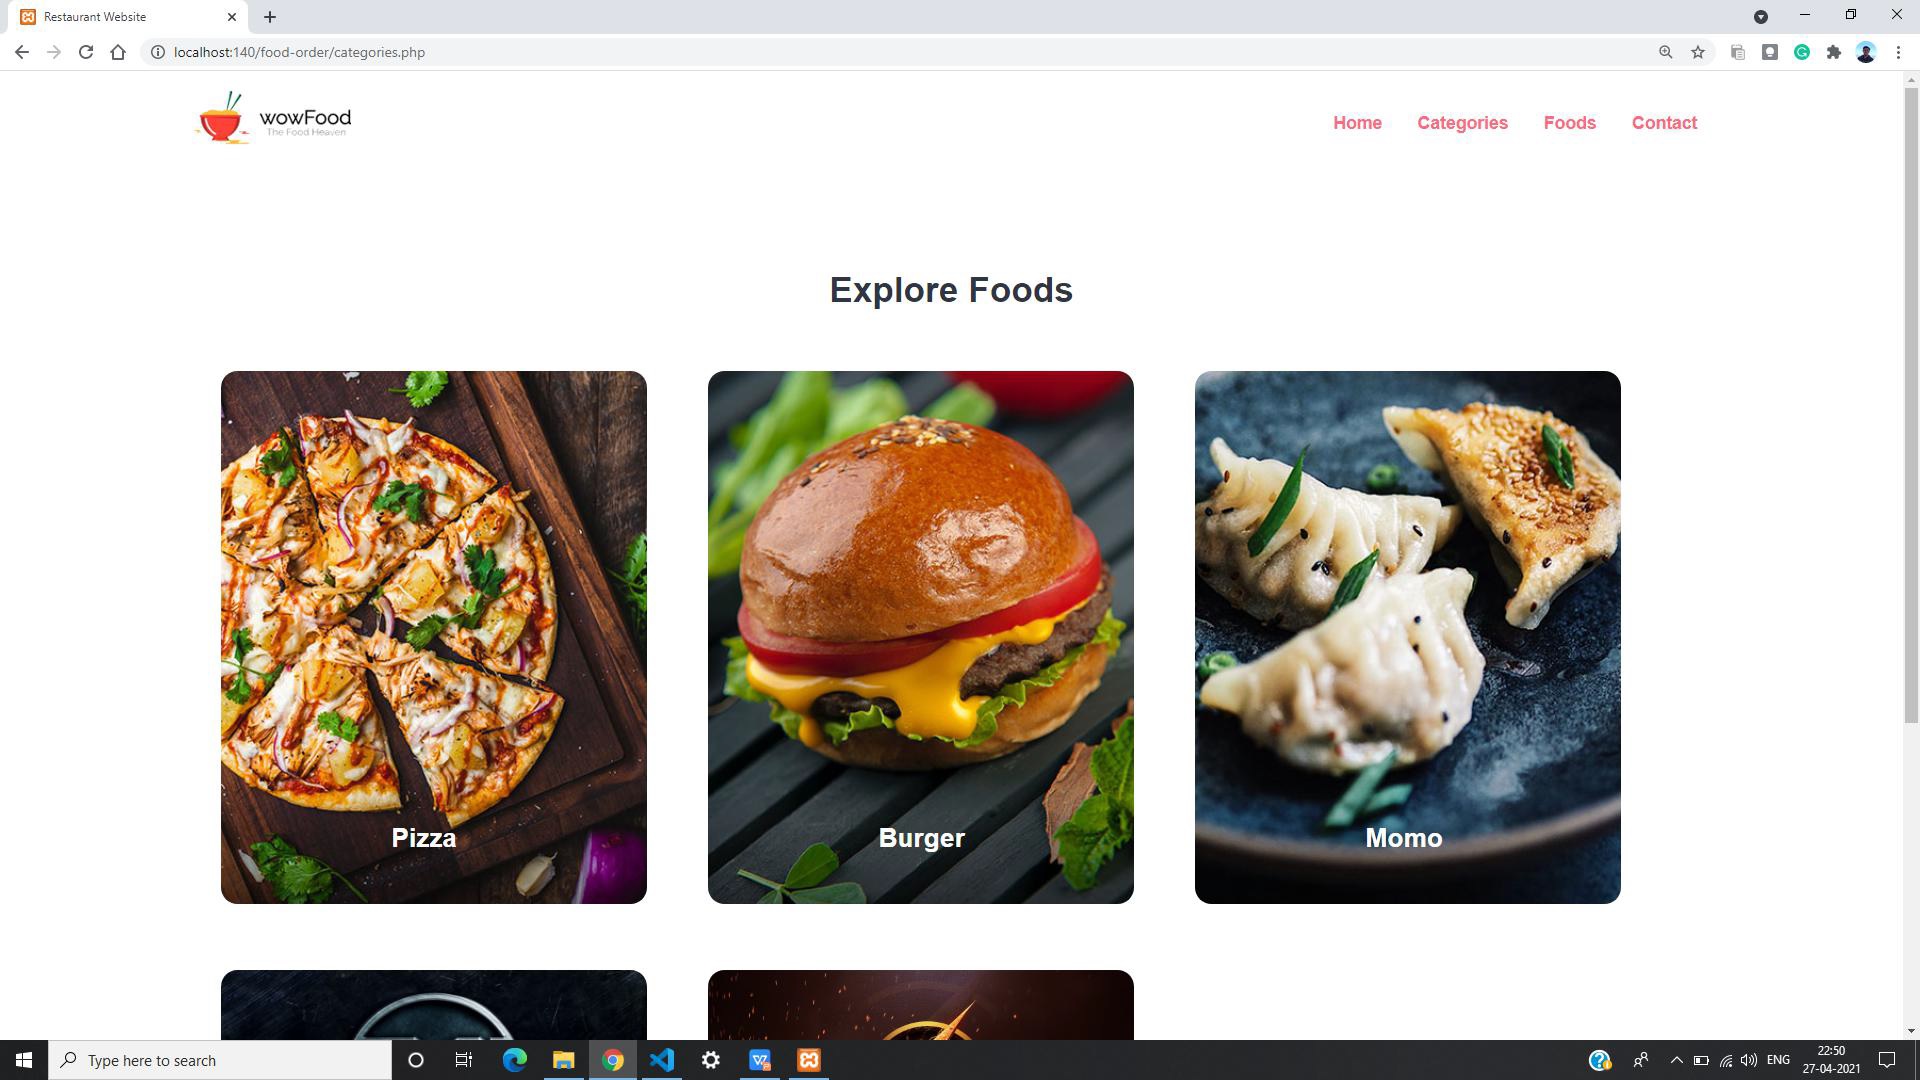 Restaurant Website
localhost:140/food-order/categories.php
wowFood
The Food Heaven
Home
Categories
Foods
Contact
Explore Foods
Pizza
Burger
Momo
Type here to search
ENG
22:50
27-04-2021